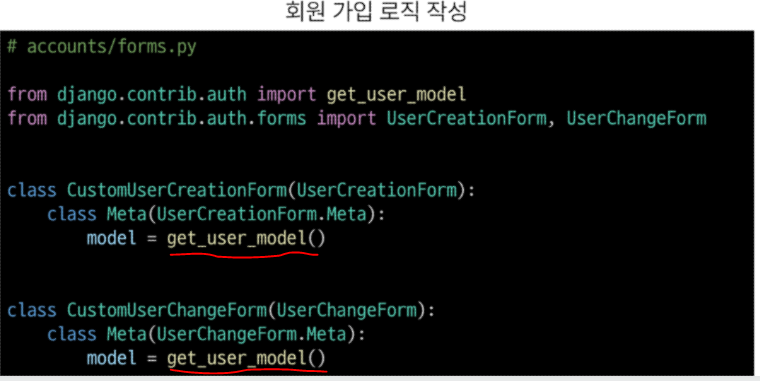 회원 가입 로직 작성
# accounts/forms.py
from django.contrib.auth import get_user_model
from django.contrib.auth.forms import UserCreationForm, UserChangeForm
class CustomUserCreationForm(UserCreationForm):
class Meta(UserCreationForm.Meta):
model = get_user_model()
class CustomUserChangeForm(UserChangeForm):
class Meta(UserChangeForm.Meta):
model = get_user_model()